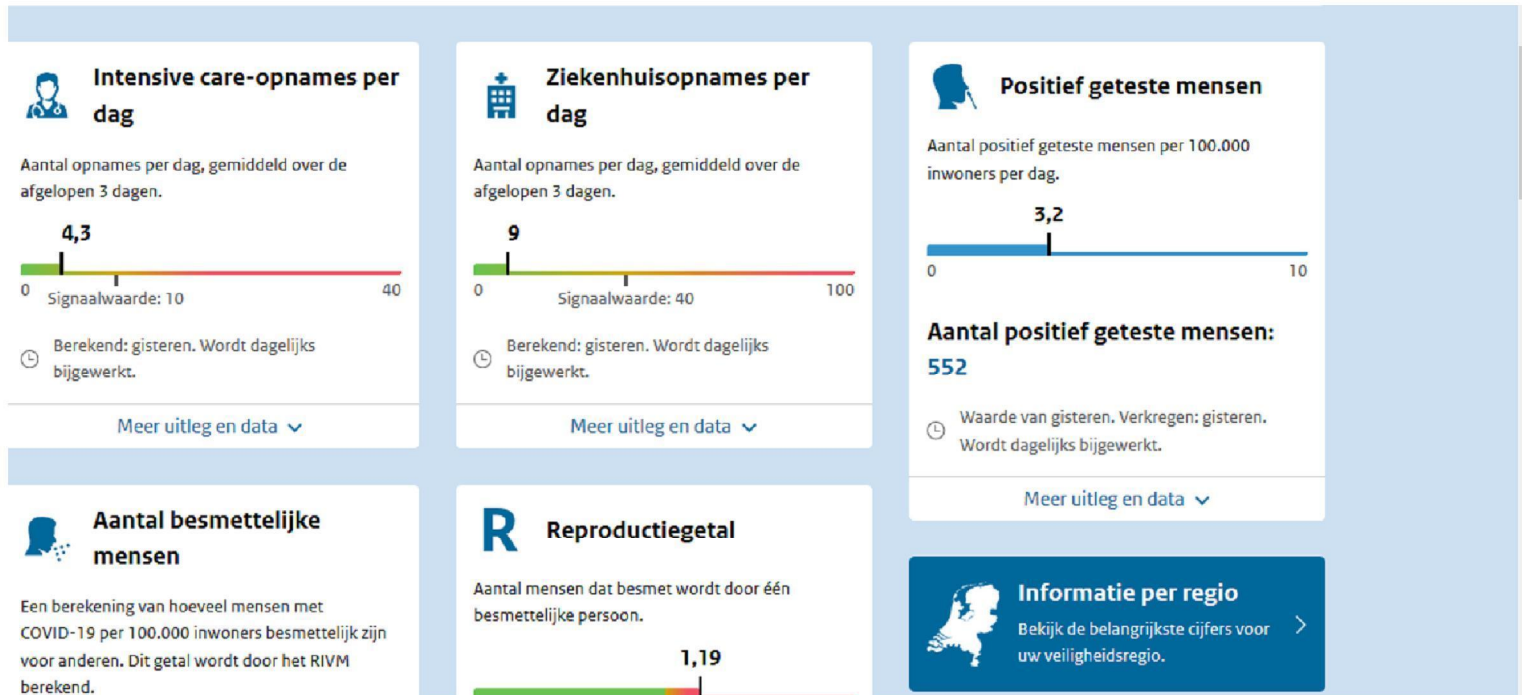 Intensive care-opnames per
dag
Aantal opnames per dag, gemiddeld over de
afgelopen 3 dagen.
4,3
0
Signaalwaarde: 10
40
Berekend: gisteren. Wordt dagelijks
bijgewerkt.
Meer uitleg en data
Ziekenhuisopnames per
dag
Aantal opnames per dag, gemiddeld over de
afgelopen 3 dagen.
9
0
Signaalwaarde: 40
100
Berekend: gisteren. Wordt dagelijks
bijgewerkt.
Meer uitleg en data
Positief geteste mensen
Aantal positief geteste mensen per 100.000
inwoners per dag.
3,2
0
10
Aantal positief geteste mensen:
552
Waarde van gisteren. Verkregen: gisteren.
Wordt dagelijks bijgewerkt.
Meer uitleg en data
Aantal besmettelijke
mensen
Een berekening van hoeveel mensen met
COVID-19 per 100.000 inwoners besmettelijk zijn
voor anderen. Dit getal wordt door het RIVM
berekend.
R
Reproductiegetal
Aantal mensen dat besmet wordt door één
besmettelijke persoon.
1,19
Informatie per regio
Bekijk de belangrijkste cijfers voor
uw veiligheidsregio.